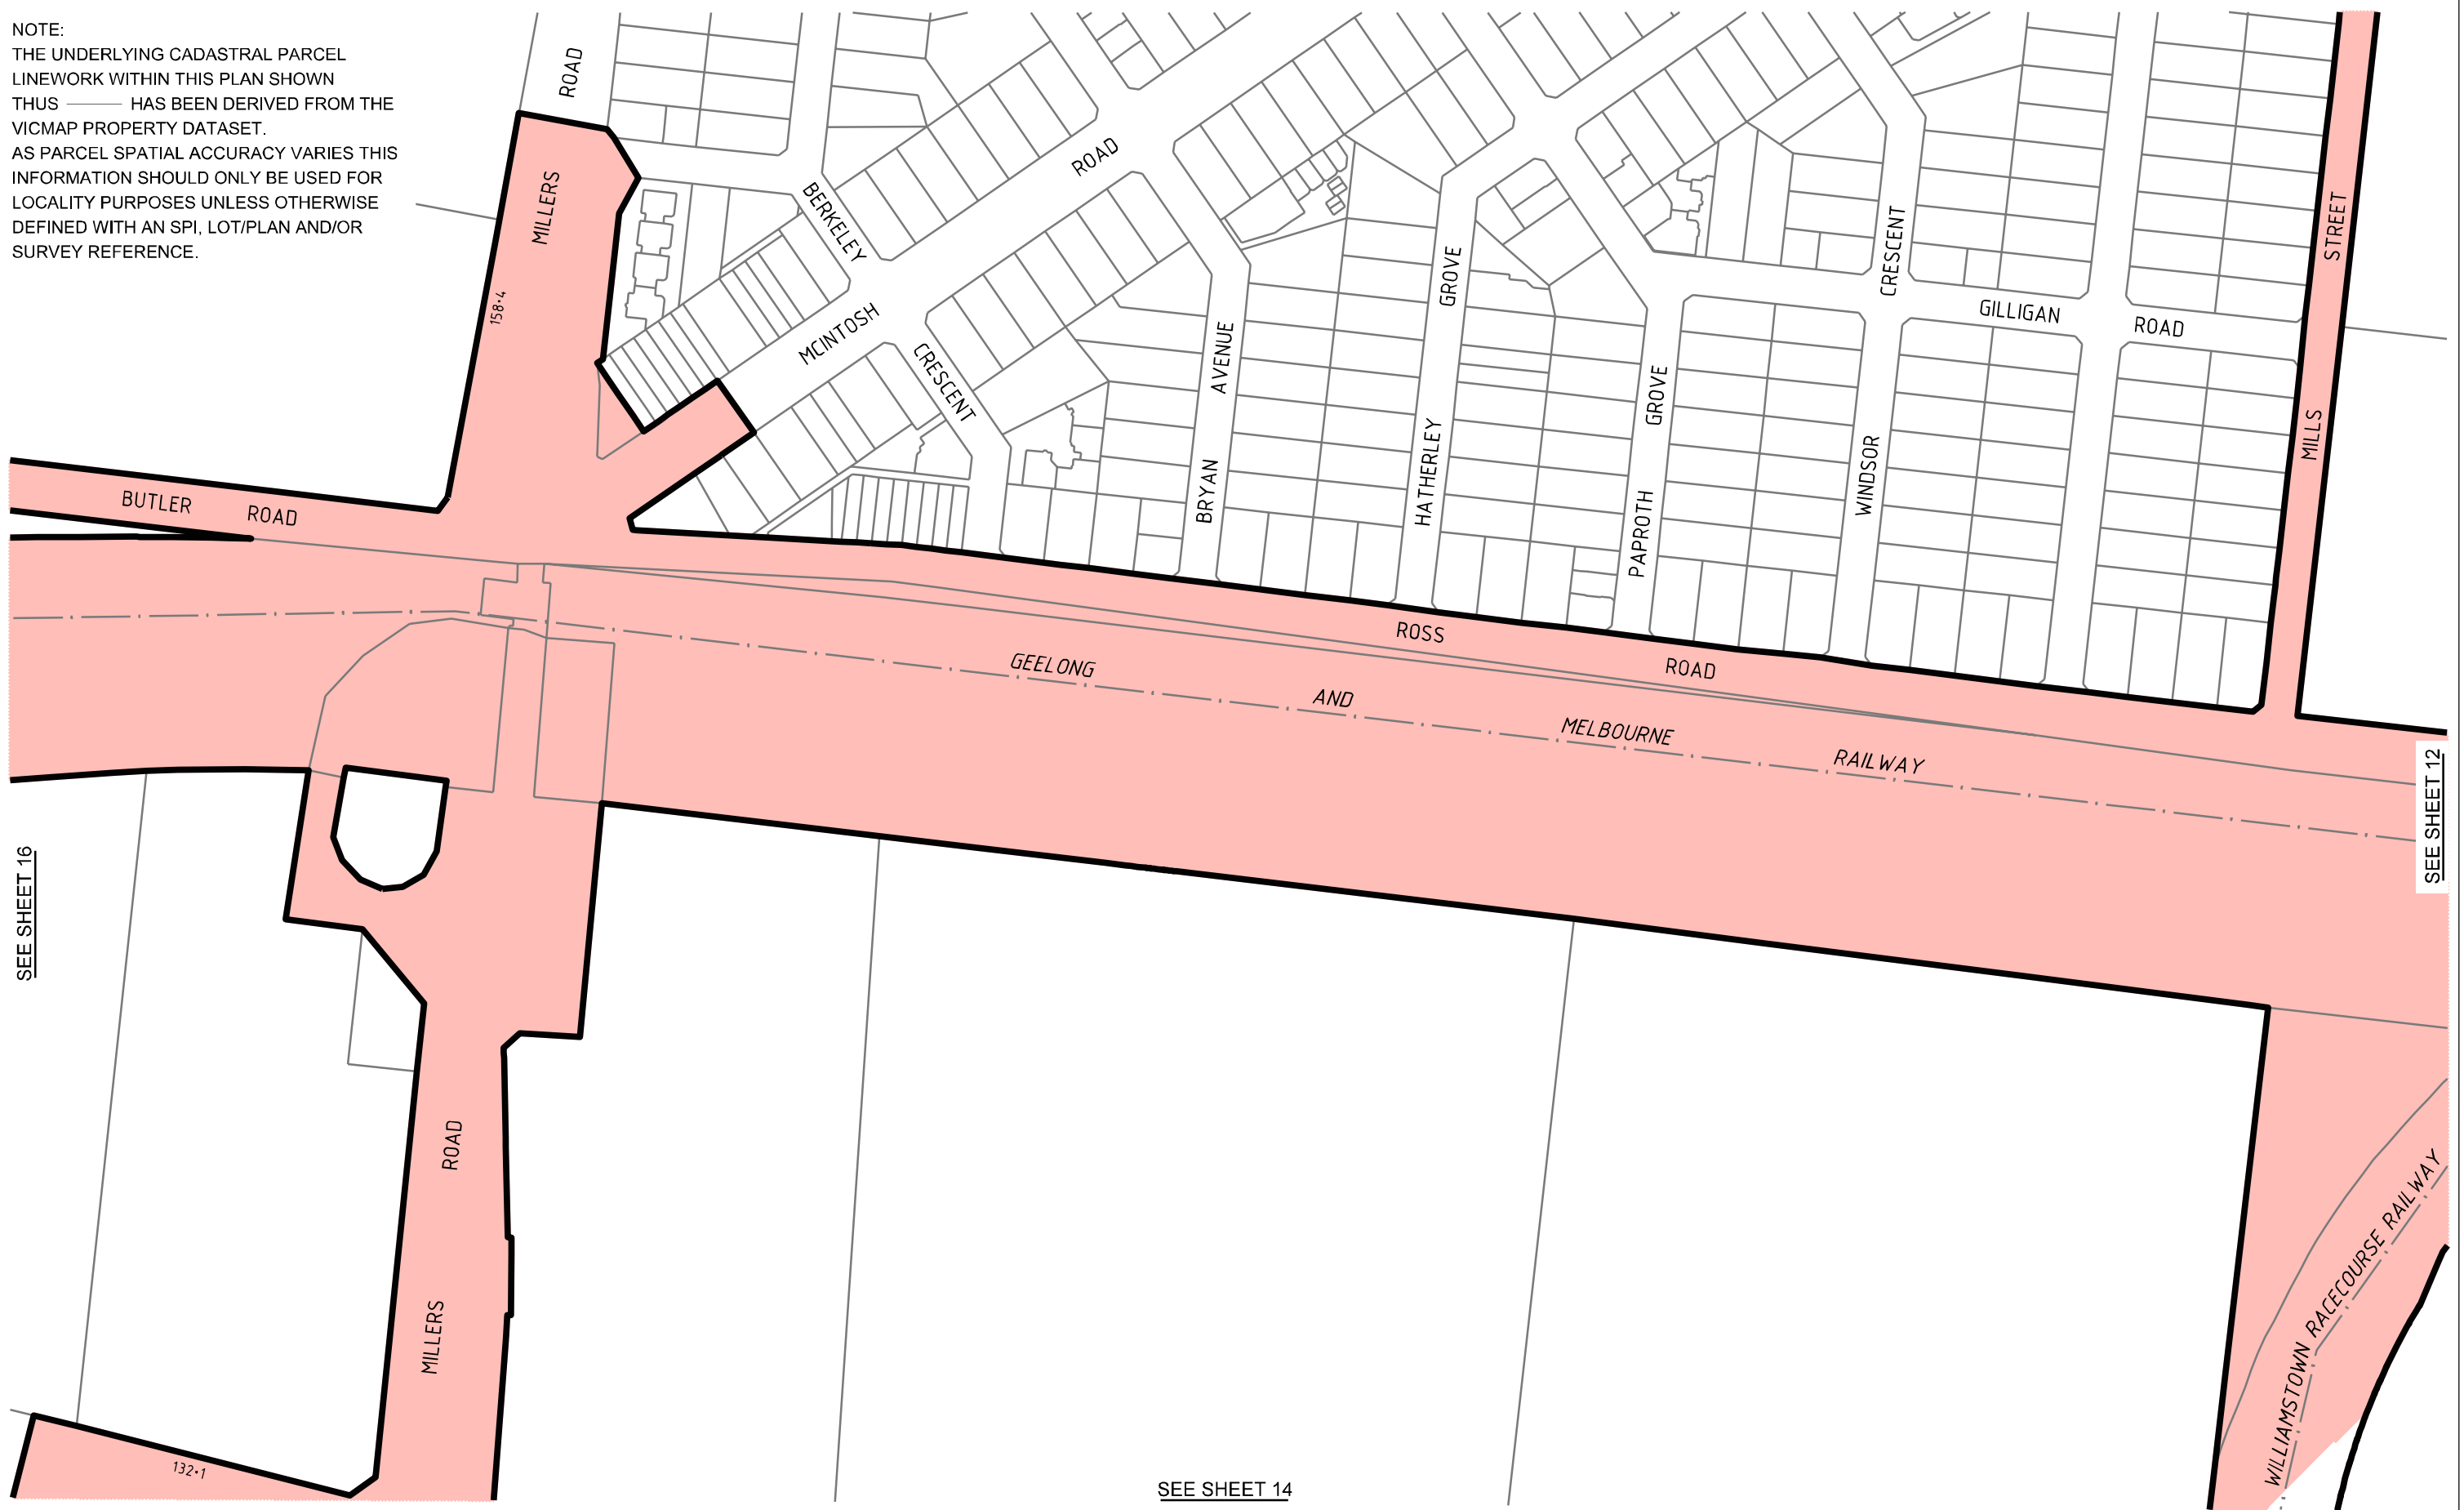 NOTE:
THE UNDERLYING CADASTRAL PARCEL
LINEWORK WITHIN THIS PLAN SHOWN
THUS ——— HAS BEEN DERIVED FROM THE
VICMAP PROPERTY DATASET.
AS PARCEL SPATIAL ACCURACY VARIES THIS
INFORMATION SHOULD ONLY BE USED FOR
LOCALITY PURPOSES UNLESS OTHERWISE
DEFINED WITH AN SPI, LOT/PLAN AND/OR
SURVEY REFERENCE.
ROAD
MILLERS
158·4
BERKELEY
CRESCENT
MCINTOSH
ROAD
BRYAN AVENUE
HATHERLEY GROVE
PAPROTH GROVE
WINDSOR CRESCENT
GILLIGAN ROAD
MILLS STREET
BUTLER ROAD
ROSS ROAD
GEELONG AND MELBOURNE RAILWAY
SEE SHEET 12
SEE SHEET 16
MILLERS ROAD
132·1
SEE SHEET 14
WILLIAMSTOWN RACECOURSE RAILWAY